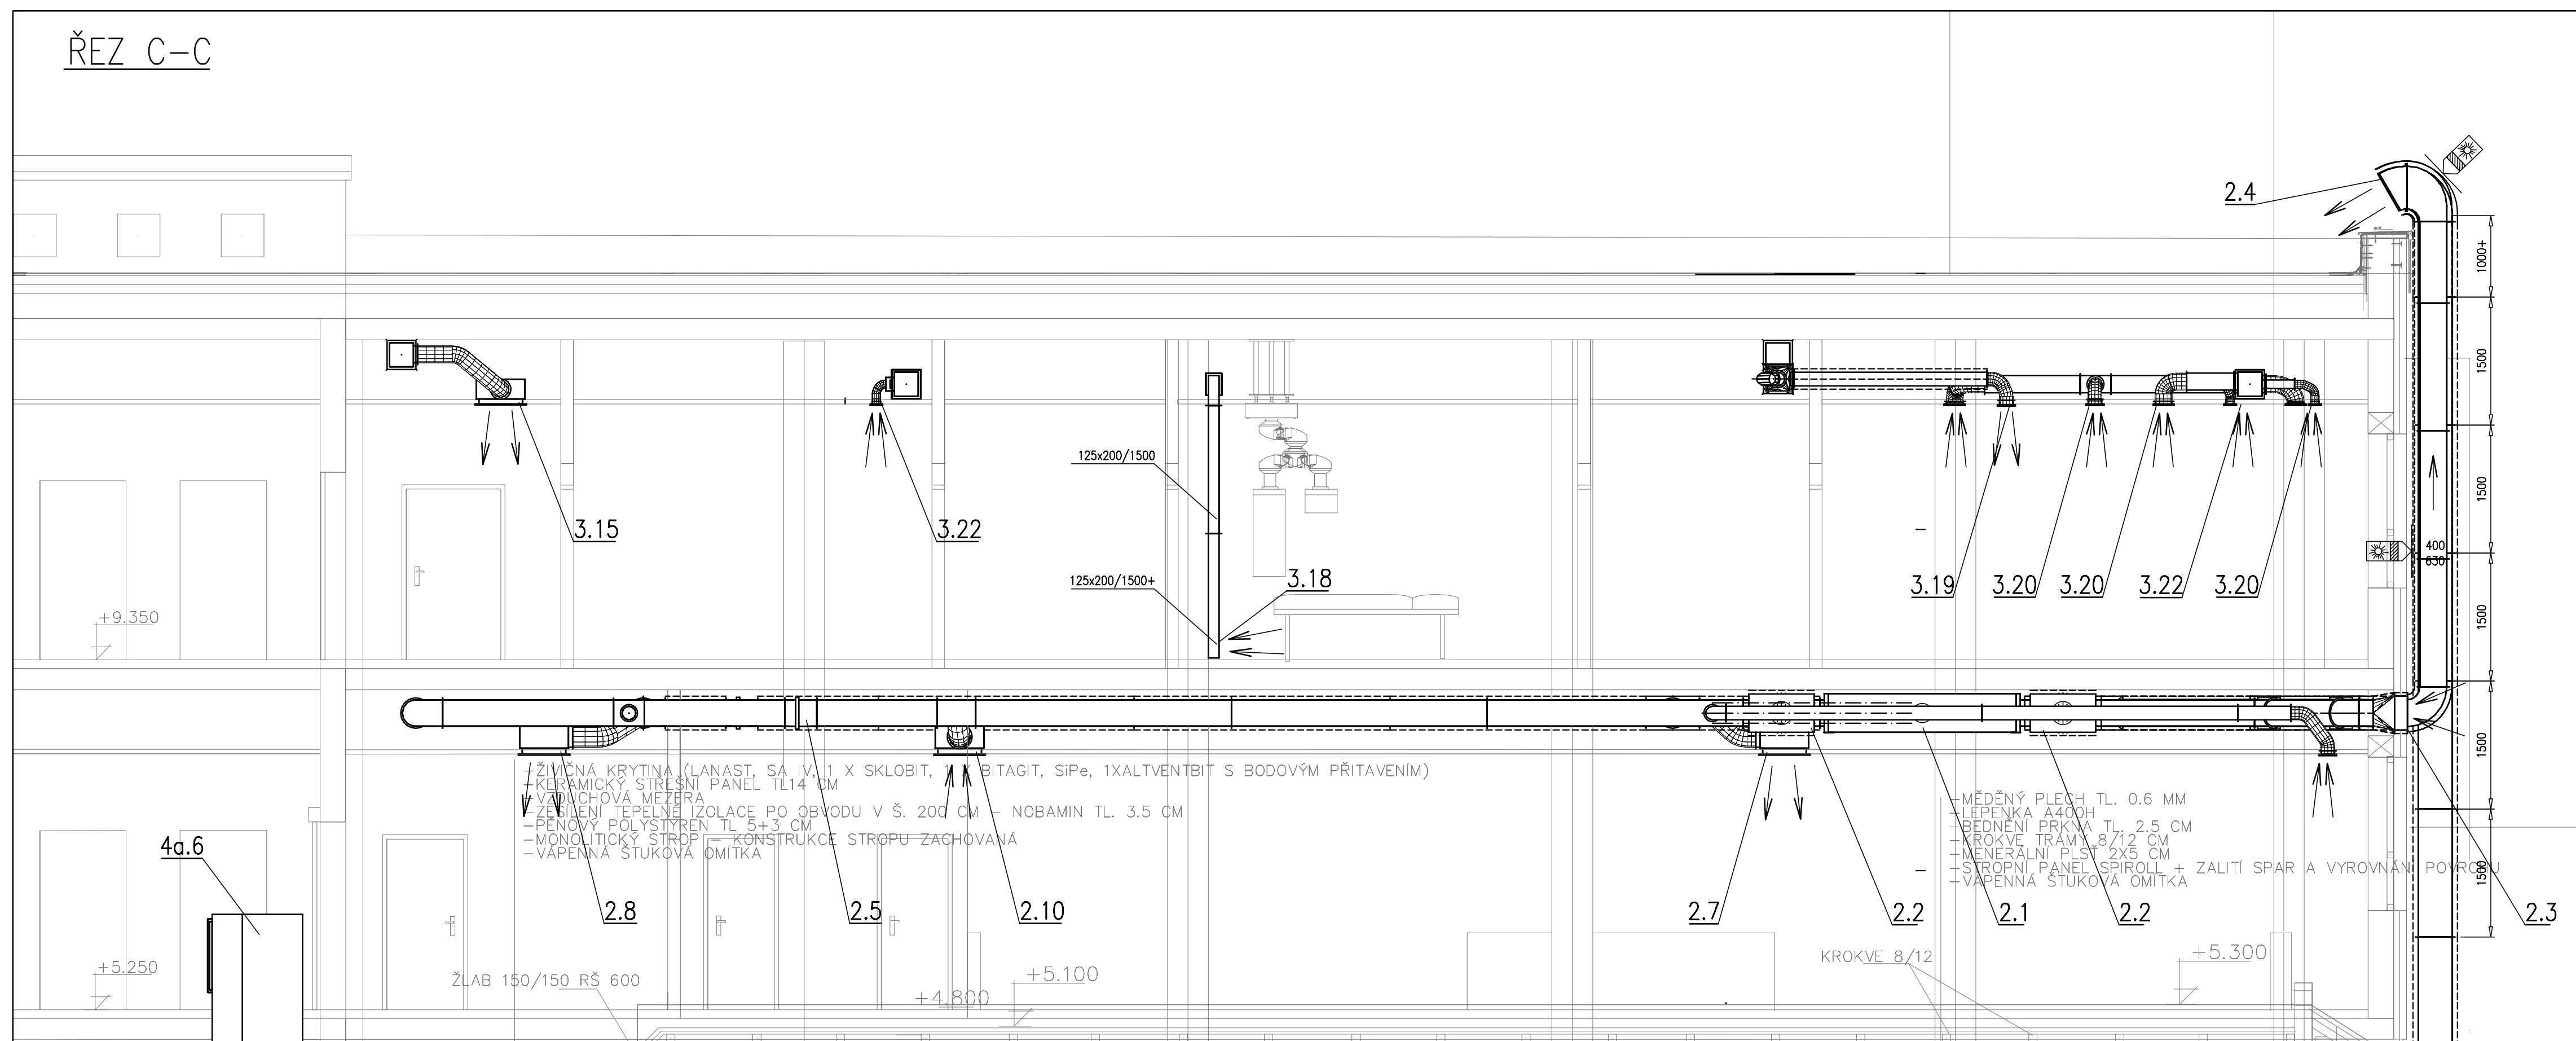 ŘEZ C-C
2.4
1000+
1500
1500
1500
1500
1500
400
630
125x200/1500
125x200/1500+
3.15
3.22
3.18
3.19
3.20
3.20
3.22
3.20
+9.350
-ŽIVIČNÁ KRYTINA (LANAST, SA IV, 1 X SKLOBIT, 1 X BITAGIT, SiPe, 1XALTVENTBIT S BODOVÝM PŘITAVENÍM)
-KERAMICKÝ STŘEŠNÍ PANEL TL14 CM
-VZDUCHOVÁ MEZERA
-ZESÍLENÍ TEPELNÉ IZOLACE PO OBVODU V Š. 200 CM - NOBAMIN TL. 3.5 CM
-PĚNOVÝ POLYSTÝREN TL 5+3 CM
-MONOLITICKÝ STROP - KONSTRUKCE STROPU ZACHOVANÁ
-VÁPENNÁ ŠTUKOVÁ OMÍTKA
-MĚDĚNÝ PLECH TL. 0.6 MM
-LEPENKA A400H
-BEDNĚNÍ PRKNA TL. 2.5 CM
-KROKVE TRÁMY 8/12 CM
-MENERÁLNÍ PLSŤ 2X5 CM
-STROPNÍ PANEL SPIROLL + ZALITÍ SPAR A VYROVNÁNÍ POVRCHU
-VÁPENNÁ ŠTUKOVÁ OMÍTKA
1500
4a.6
2.8
2.5
2.10
2.7
2.2
2.1
2.2
2.3
+5.250
ŽLAB 150/150 RŠ 600
+4.800
+5.100
KROKVE 8/12
+5.300